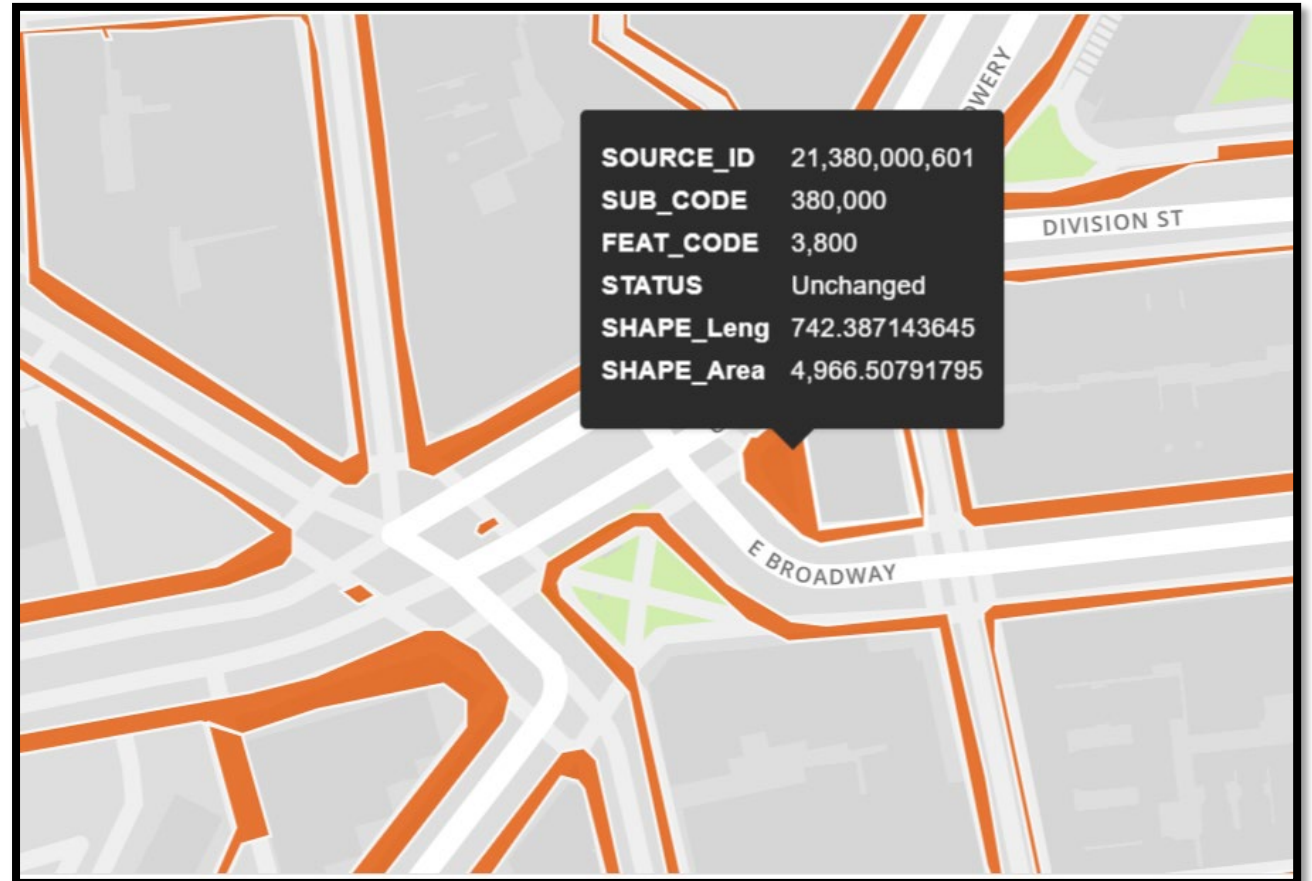 OWERY
SOURCE_ID 21,380,000,601
SUB_CODE 380,000
FEAT_CODE 3,800
STATUS Unchanged
SHAPE_Leng 742.387143645
SHAPE_Area 4,966.50791795
DIVISION ST
E BROADWAY